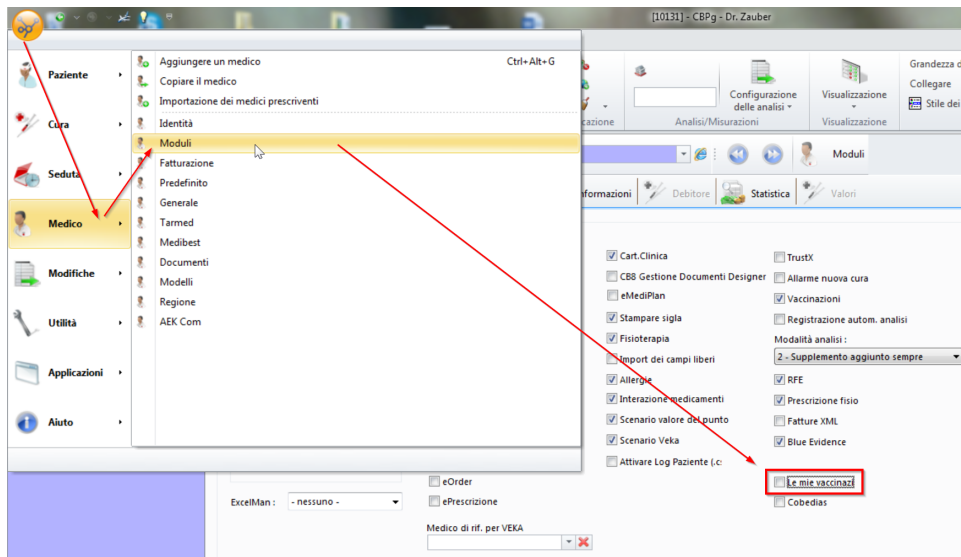 [10131] - CBPg - Dr. Zauber
Paziente
Cura
Seduta
Medico
Modifiche
Utilità
Applicazioni
Aiuto
Aggiungere un medico Ctrl+Alt+G
Copiare il medico
Importazione dei medici prescriventi
Identità
Moduli
Fatturazione
Predefinito
Generale
Tarmed
Medibest
Documenti
Modelli
Regione
AEK Com
cazione
Configurazione
delle analisi
Analisi/Misurazioni
Visualizzazione
Visualizzazione
Grandezza d
Collegare
Stile dei
Moduli
nformazioni
Debitore
Statistica
Valori
Cart.Clinica
CB8 Gestione Documenti Designer
eMediPlan
Stampare sigla
Fisioterapia
Import dei campi liberi
Allergie
Interazione medicamenti
Scenario valore del punto
Scenario Veka
Attivare Log Paziente (.c
TrustX
Allarme nuova cura
Vaccinazioni
Registrazione autom. analisi
Modalità analisi :
2 - Supplemento aggiunto sempre
RFE
Prescrizione fisio
Fatture XML
Blue Evidence
Le mie vaccinazi
Cobedias
ExcelMan : - nessuno -
eOrder
ePrescrizione
Medico di rif. per VEKA